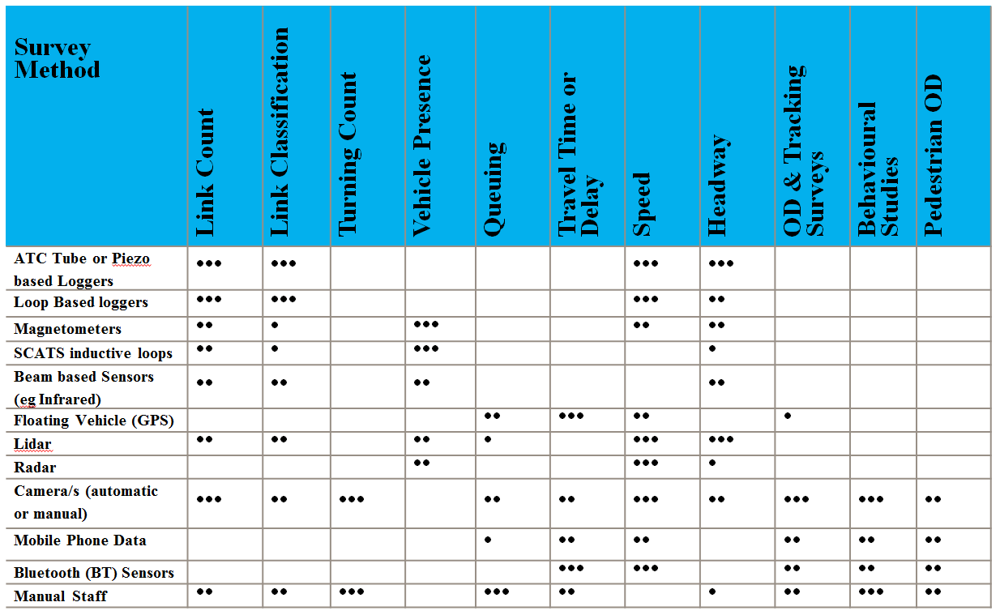 Survey
Method
Link Count
Link Classification
Turning Count
Vehicle Presence
Queuing
Travel Time or
Delay
Speed
Headway
OD & Tracking
Surveys
Behavioural
Studies
Pedestrian OD
ATC Tube or Piezo
based Loggers
••• ••• ••• •••
Loop Based loggers ••• ••• ••• ••
Magnetometers •• • ••• •• ••
SCATS inductive loops •• • ••• •
Beam based Sensors
(eg Infrared)
•• •• •• ••
Floating Vehicle (GPS) •• ••• •• •
Lidar •• •• •• • ••• •••
Radar •• ••• •
Camera/s (automatic
or manual)
••• •• ••• •• •• ••• •• ••• ••• ••
Mobile Phone Data • •• •• •• •• ••
Bluetooth (BT) Sensors ••• ••• •• •• ••
Manual Staff •• •• ••• ••• •• • •• ••• ••